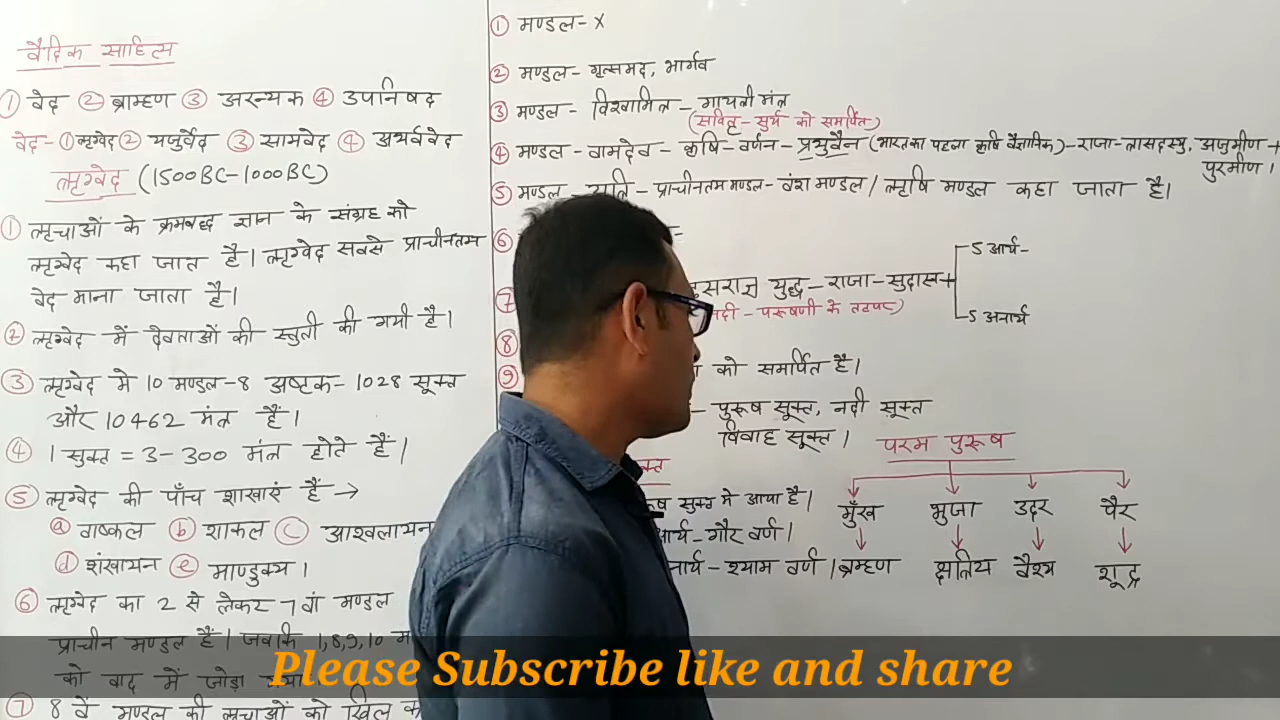 वैदिक साहित्य
① वेद ② ब्राम्हण ③ अरन्यक ④ उपनिषद
वेद- ① ऋग्वेद ② यजुर्वेद ③ सामवेद ④ अथर्ववेद
ऋग्वेद (1500BC-1000BC)
① ऋचाओं के क्रमबद्ध ज्ञान के संग्रह को
ऋग्वेद कहा जाता है। ऋग्वेद सबसे प्राचीनतम
वेद माना जाता है।
② ऋग्वेद में देवताओं की स्तुती की गयी है।
③ ऋग्वेद मे 10 मण्डल-8 अष्टक- 1028 सूक्त
और 10462 मंत्र हैं।
④ 1 सुक्त = 3-300 मंत्र होते हैं।
⑤ ऋग्वेद की पाँच शाखाएं हैं →
ⓐ वाष्कल ⓑ शाकल ⓒ आश्वलायन
ⓓ शंखायन ⓔ माण्डुक्य।
⑥ ऋग्वेद का 2 से लेकर 7वां मण्डल
प्राचीन मण्डल हैं। जबकि 1,8,9,10 म
को बाद में जोड़ा
⑦ 8 वें मण्डल की ऋचाओं को खिल क
① मण्डल- X
② मण्डल- गृत्समद, भार्गव
③ मण्डल- विश्वामित्र - गायत्री मंत्र
(सवितृ - सुर्य को समर्पित)
④ मण्डल - वामदेव - कृषि-वर्णन - प्रथुवैन (भारत का पहला कृषि वैज्ञानिक) - राजा-त्रासदस्यु, अजुमीण +
पुरमीण।
⑤ मण्डल - अत्रि - प्राचीनतम मण्डल - वंश मण्डल / ऋषि मण्डल कहा जाता है।
⑥
⑦ युद्ध - राजा - सुदास +
5 आर्य-
5 अनार्य
नदी - परूषणी के तटपर)
⑧
⑨ को समर्पित है।
- पुरूष सूक्त, नदी सूक्त
विवाह सूक्त।
परम पुरूष
सुक्त मे आया है।
आर्य - गौर वर्ण।
- श्याम वर्ण।
मुँख भुजा उदर पैर
ब्रम्हण क्षत्रिय वैश्य शूद्र
Please Subscribe like and share